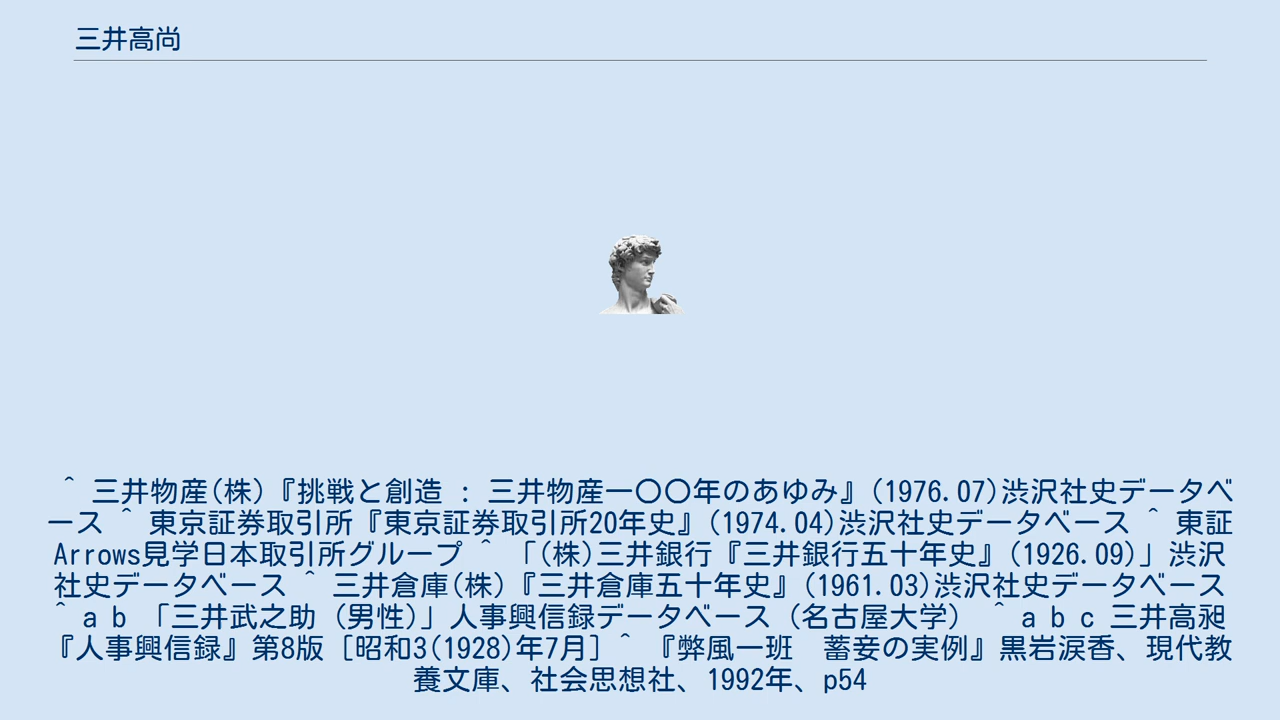 三井高尚
^ 三井物産(株)『挑戦と創造 : 三井物産一〇〇年のあゆみ』(1976.07)渋沢社史データベ
ース ^ 東京証券取引所『東京証券取引所20年史』(1974.04)渋沢社史データベース ^ 東証
Arrows見学日本取引所グループ ^ 「(株)三井銀行『三井銀行五十年史』(1926.09)」渋沢
社史データベース ^ 三井倉庫(株)『三井倉庫五十年史』(1961.03)渋沢社史データベース
^ a b 「三井武之助 (男性)」人事興信録データベース（名古屋大学） ^ a b c 三井高昶
『人事興信録』第8版 [昭和3(1928)年7月] ^ 『弊風一班　蓄妾の実例』黒岩涙香、現代教
養文庫、社会思想社、1992年、p54